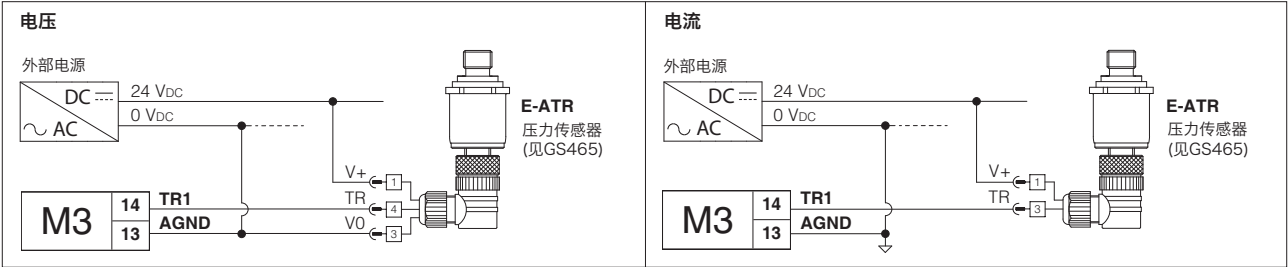 电压
外部电源
DC
AC
24 VDC
0 VDC
E-ATR
压力传感器
(见GS465)
V+
1
TR
4
V0
3
M3
14
TR1
13
AGND
电流
外部电源
DC
AC
24 VDC
0 VDC
E-ATR
压力传感器
(见GS465)
V+
1
TR
3
M3
14
TR1
13
AGND